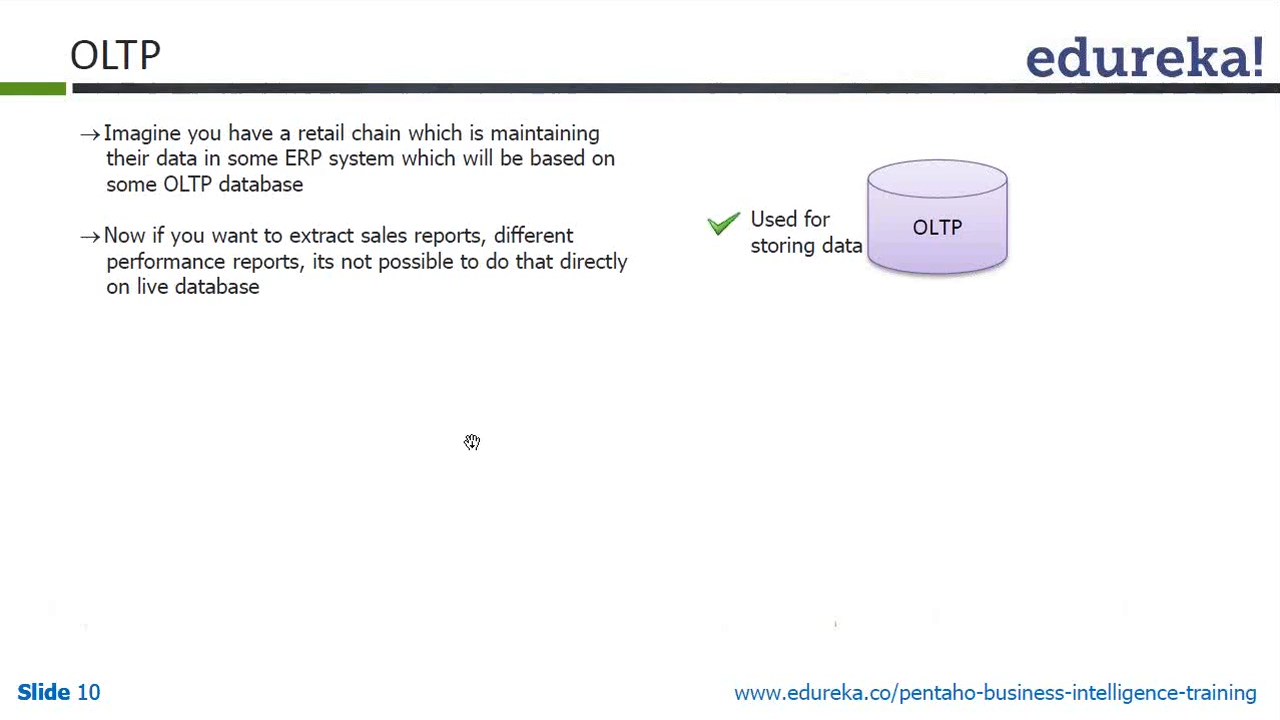 OLTP
edureka!
→Imagine you have a retail chain which is maintaining
their data in some ERP system which will be based on
some OLTP database
→Now if you want to extract sales reports, different
performance reports, its not possible to do that directly
on live database
Used for
storing data
OLTP
Slide 10
www.edureka.co/pentaho-business-intelligence-training